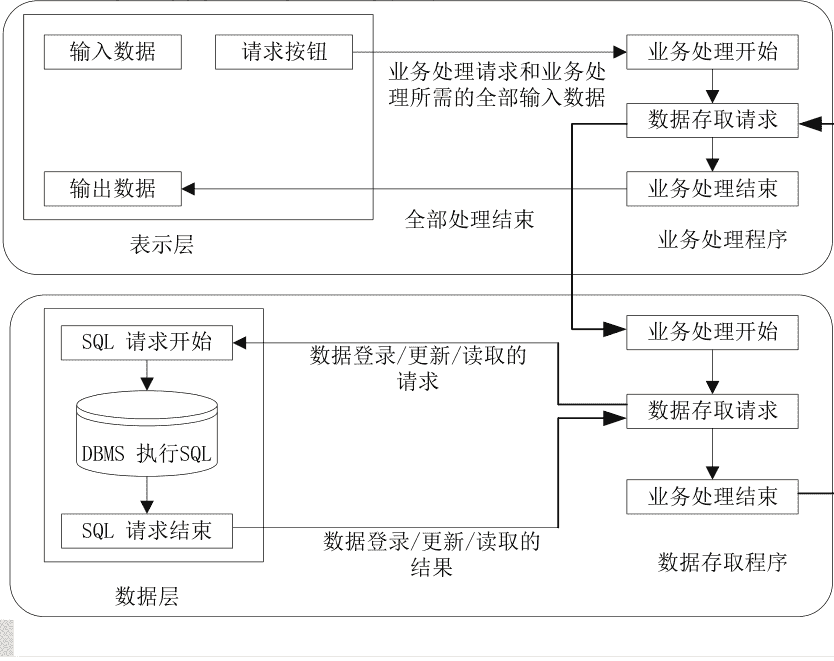 输入数据
请求按钮
业务处理请求和业务处
理所需的全部输入数据
业务处理开始
数据存取请求
输出数据
业务处理结束
全部处理结束
表示层
业务处理程序
SQL 请求开始
数据登录/更新/读取的
请求
业务处理开始
数据存取请求
DBMS 执行SQL
业务处理结束
SQL 请求结束
数据登录/更新/读取的
结果
数据存取程序
数据层